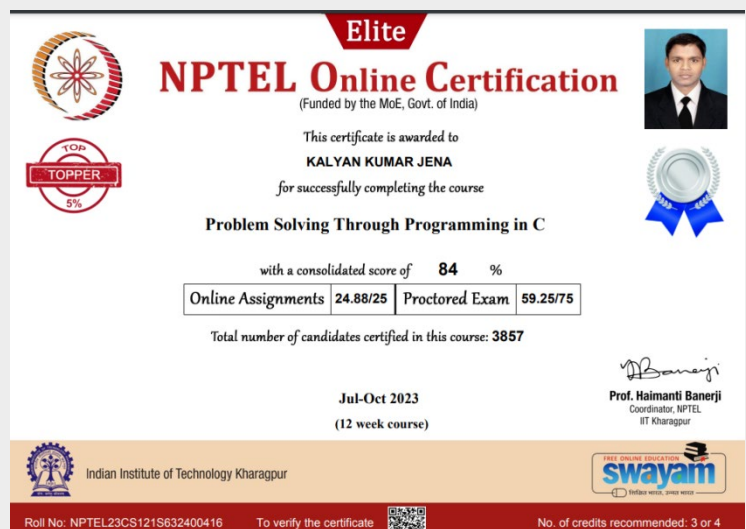 Elite
NPTEL Online Certification
(Funded by the MoE, Govt. of India)
This certificate is awarded to
KALYAN KUMAR JENA
for successfully completing the course
TOP
TOPPER
5%
Problem Solving Through Programming in C
with a consolidated score of 84 %
Online Assignments 24.88/25 Proctored Exam 59.25/75
Total number of candidates certified in this course: 3857
Jul-Oct 2023
(12 week course)
Prof. Haimanti Banerji
Coordinator, NPTEL
IIT Kharagpur
Indian Institute of Technology Kharagpur
FREE ONLINE EDUCATION
swayam
शिक्षित भारत, उन्नत भारत
Roll No: NPTEL23CS121S632400416 To verify the certificate No. of credits recommended: 3 or 4